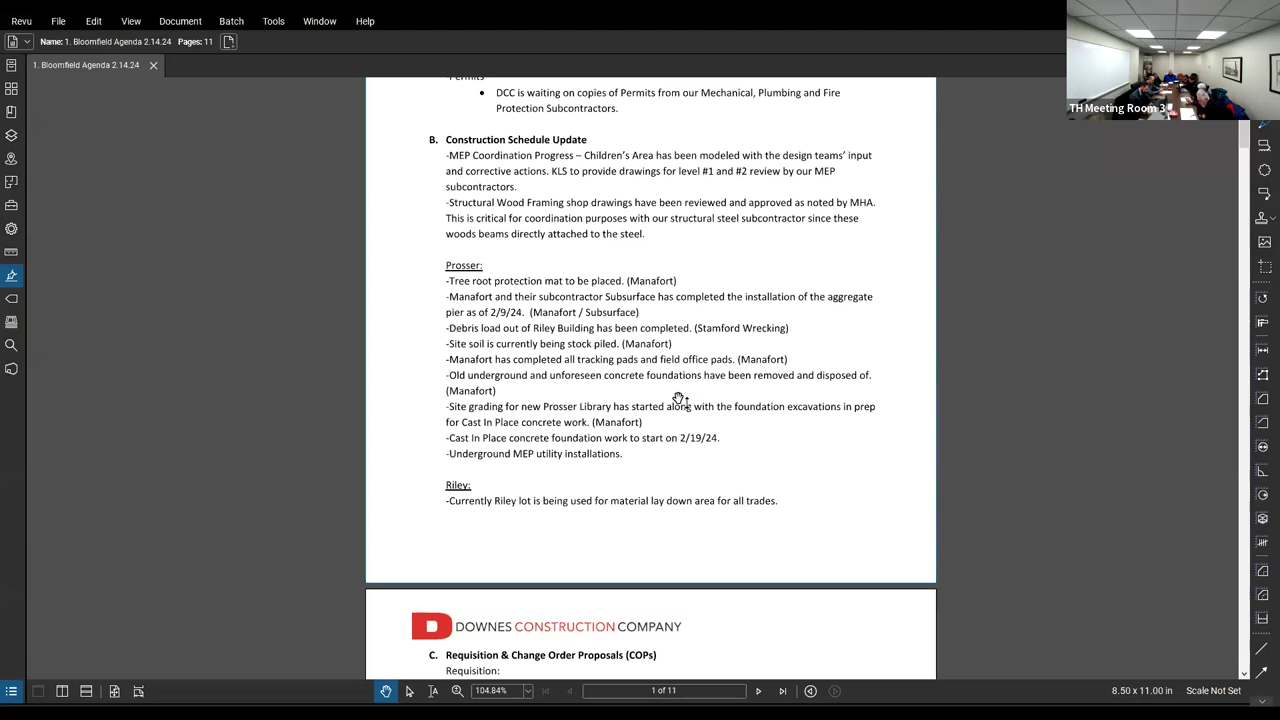 Revu File Edit View Document Batch Tools Window Help
Name: 1. Bloomfield Agenda 2.14.24 Pages: 11
1. Bloomfield Agenda 2.14.24
TH Meeting Room 3
-Permits
• DCC is waiting on copies of Permits from our Mechanical, Plumbing and Fire
Protection Subcontractors.
B. Construction Schedule Update
-MEP Coordination Progress – Children's Area has been modeled with the design teams' input
and corrective actions. KLS to provide drawings for level #1 and #2 review by our MEP
subcontractors.
-Structural Wood Framing shop drawings have been reviewed and approved as noted by MHA.
This is critical for coordination purposes with our structural steel subcontractor since these
woods beams directly attached to the steel.
Prosser:
-Tree root protection mat to be placed. (Manafort)
-Manafort and their subcontractor Subsurface has completed the installation of the aggregate
pier as of 2/9/24. (Manafort / Subsurface)
-Debris load out of Riley Building has been completed. (Stamford Wrecking)
-Site soil is currently being stock piled. (Manafort)
-Manafort has completed all tracking pads and field office pads. (Manafort)
-Old underground and unforeseen concrete foundations have been removed and disposed of.
(Manafort)
-Site grading for new Prosser Library has started along with the foundation excavations in prep
for Cast In Place concrete work. (Manafort)
-Cast In Place concrete foundation work to start on 2/19/24.
-Underground MEP utility installations.
Riley:
-Currently Riley lot is being used for material lay down area for all trades.
D DOWNES CONSTRUCTION COMPANY
C. Requisition & Change Order Proposals (COPs)
Requisition:
104.84% 1 of 11 8.50 x 11.00 in Scale Not Set